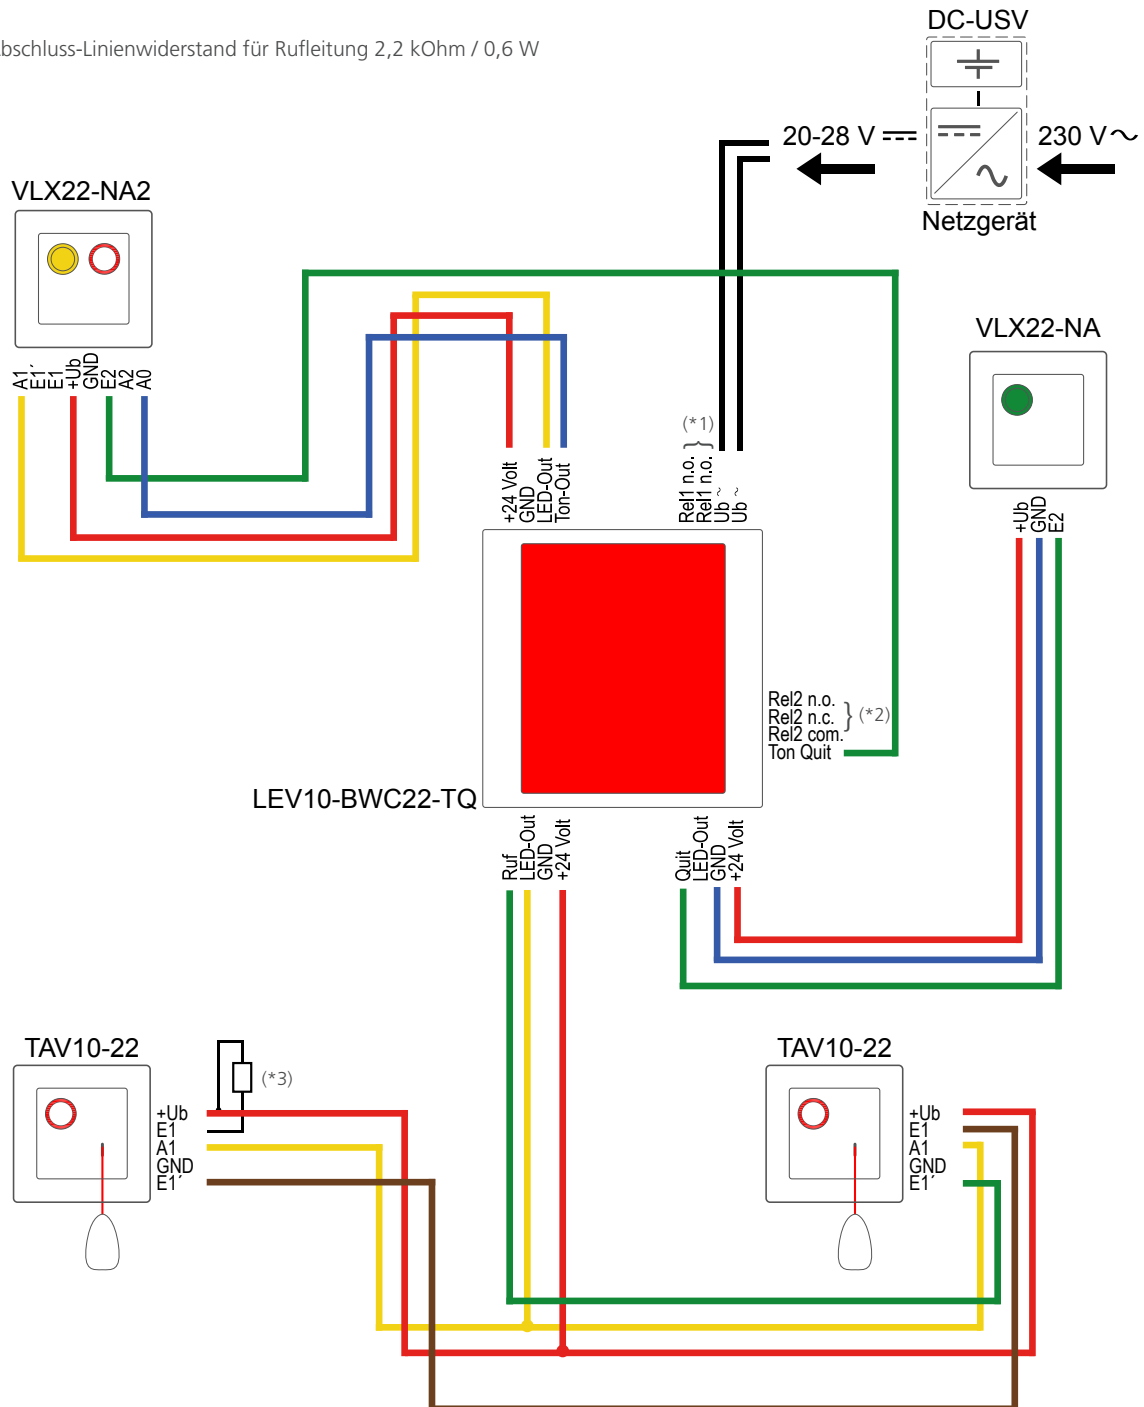 DC-USV
Abschluss-Linienwiderstand für Rufleitung 2,2 kOhm / 0,6 W
20-28 V
230 V
Netzgerät
VLX22-NA2
A1
E1´
E1
+Ub
GND
E2
A2
A0
VLX22-NA
+Ub
GND
E2
(*1)
+24 Volt
GND
LED-Out
Ton-Out
Rel1 n.o.
Rel1 n.o.
Ub ~
Ub ~
Rel2 n.o.
Rel2 n.c.
Rel2 com.
Ton Quit
(*2)
LEV10-BWC22-TQ
Ruf
LED-Out
GND
+24 Volt
Quit
LED-Out
GND
+24 Volt
TAV10-22
(*3)
+Ub
E1
A1
GND
E1´
TAV10-22
+Ub
E1
A1
GND
E1´